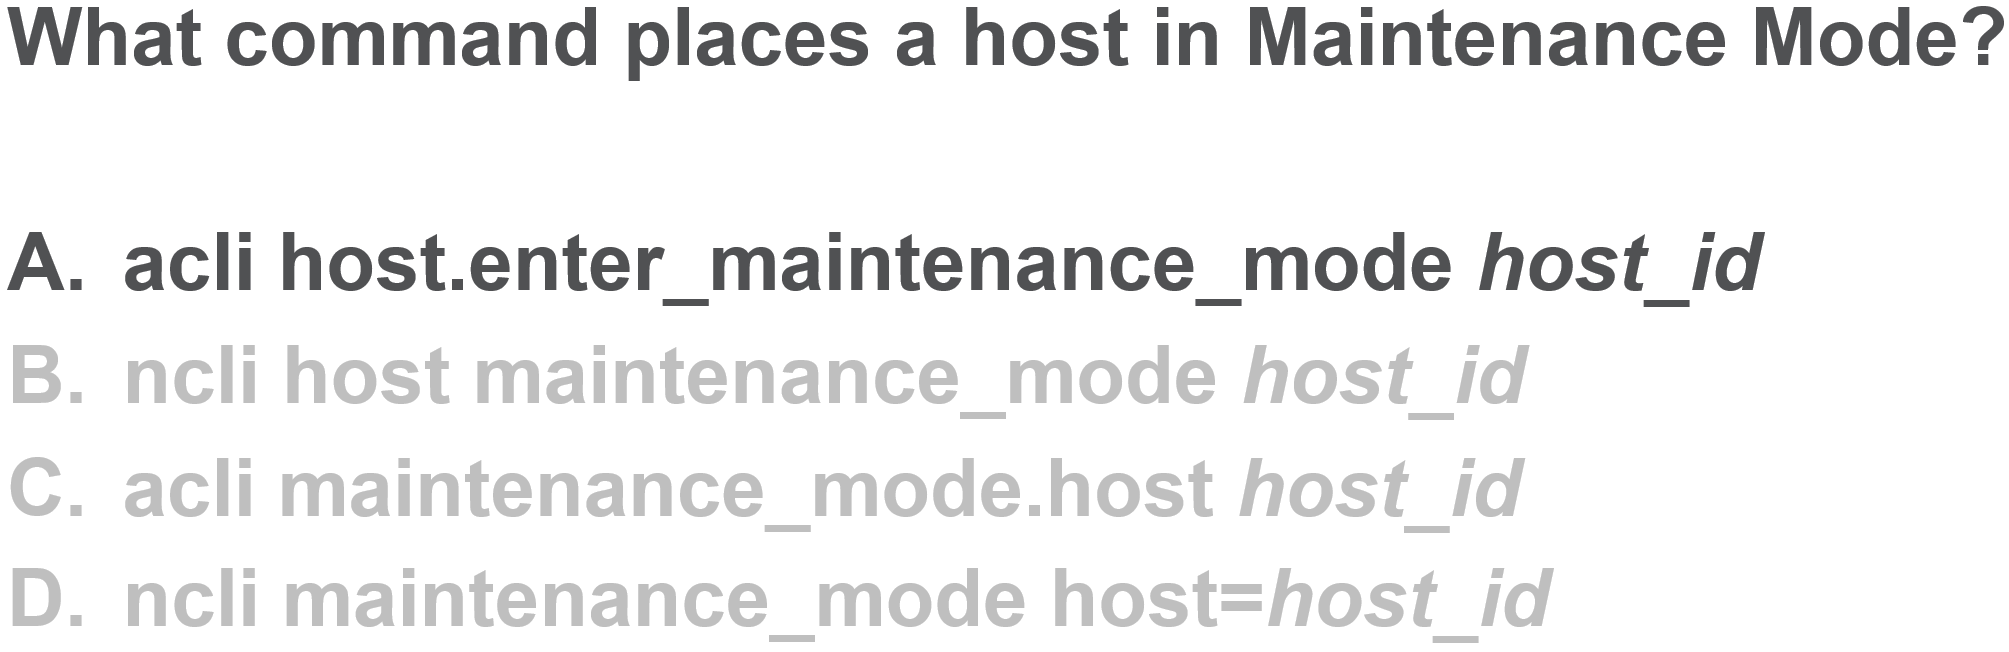 What command places a host in Maintenance Mode?
A. acli host.enter_maintenance_mode host_id
B. ncli host maintenance_mode host_id
C. acli maintenance_mode.host host_id
D. ncli maintenance_mode host=host_id